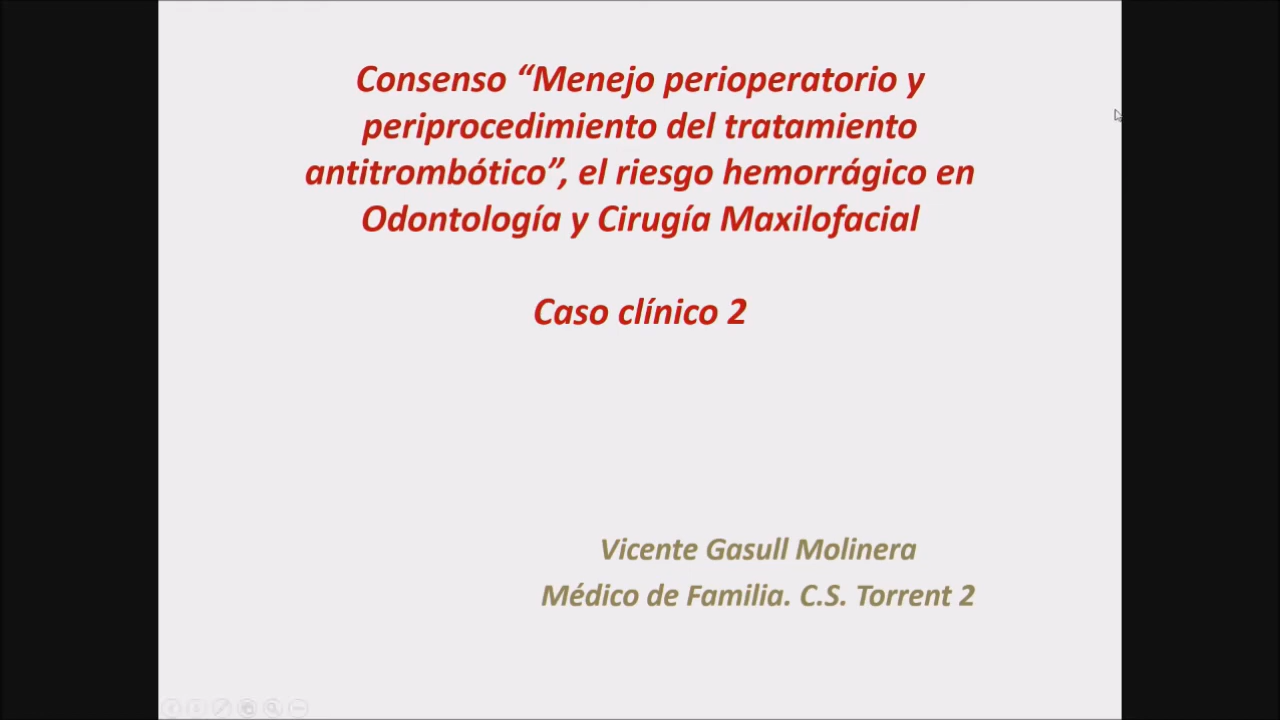 Consenso “Menejo perioperatorio y
periprocedimiento del tratamiento
antitrombótico”, el riesgo hemorrágico en
Odontología y Cirugía Maxilofacial
Caso clínico 2
Vicente Gasull Molinera
Médico de Familia. C.S. Torrent 2